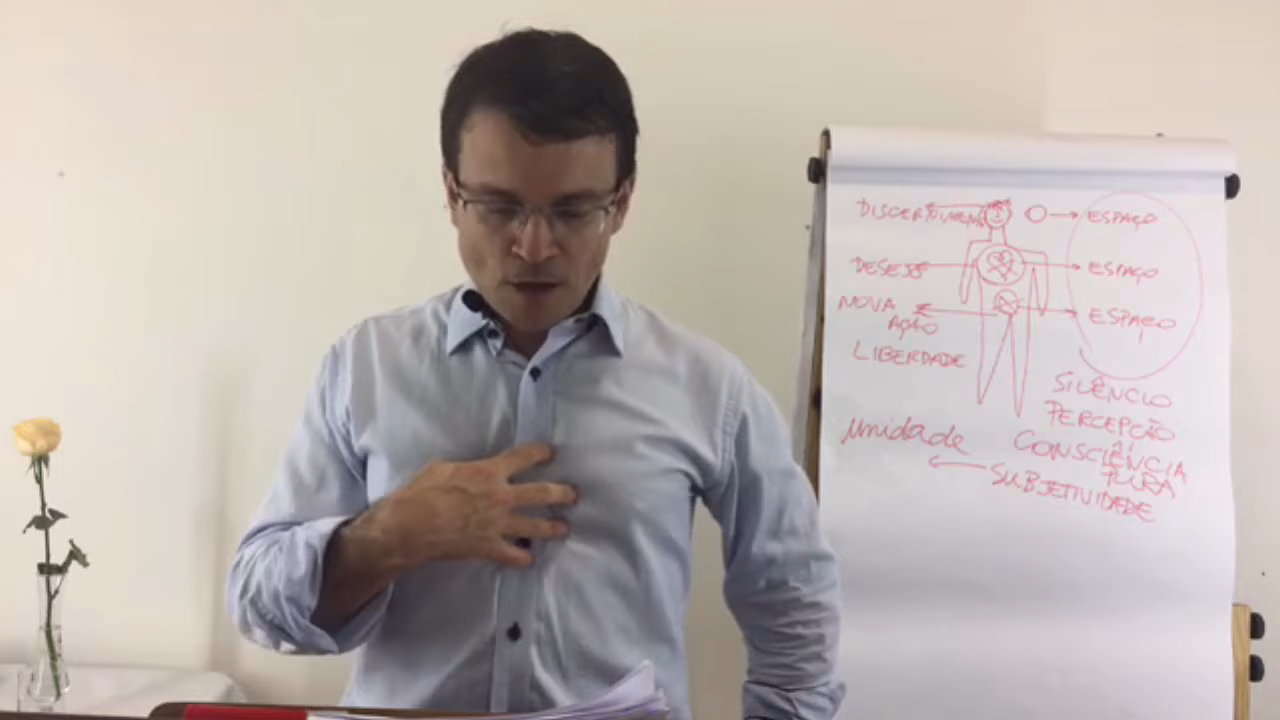 DISCERNIMENTO → ESPAÇO
DESEJO → ESPAÇO
NOVA AÇÃO → ESPAÇO
LIBERDADE
SILÊNCIO
PERCEPÇÃO
unidade
CONSCIÊNCIA
PURA
SUBJETIVIDADE